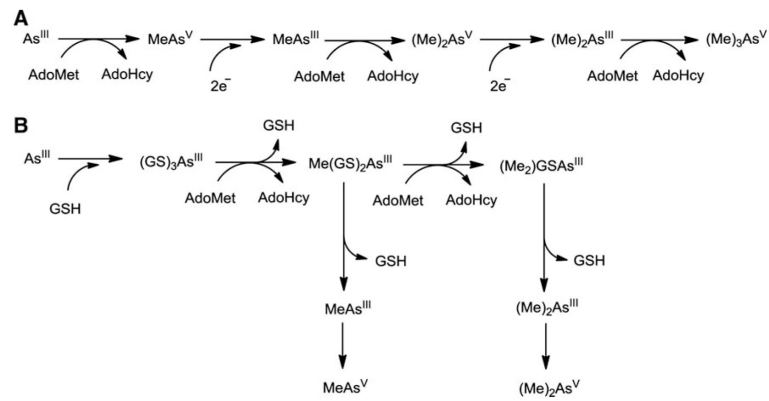 A
As^III MeAs^V MeAs^III (Me)₂As^V (Me)₂As^III (Me)₃As^V
AdoMet AdoHcy 2e⁻ AdoMet AdoHcy 2e⁻ AdoMet AdoHcy
B
GSH GSH
As^III (GS)₃As^III Me(GS)₂As^III (Me₂)GSAs^III
GSH AdoMet AdoHcy AdoMet AdoHcy
GSH GSH
MeAs^III (Me)₂As^III
MeAs^V (Me)₂As^V